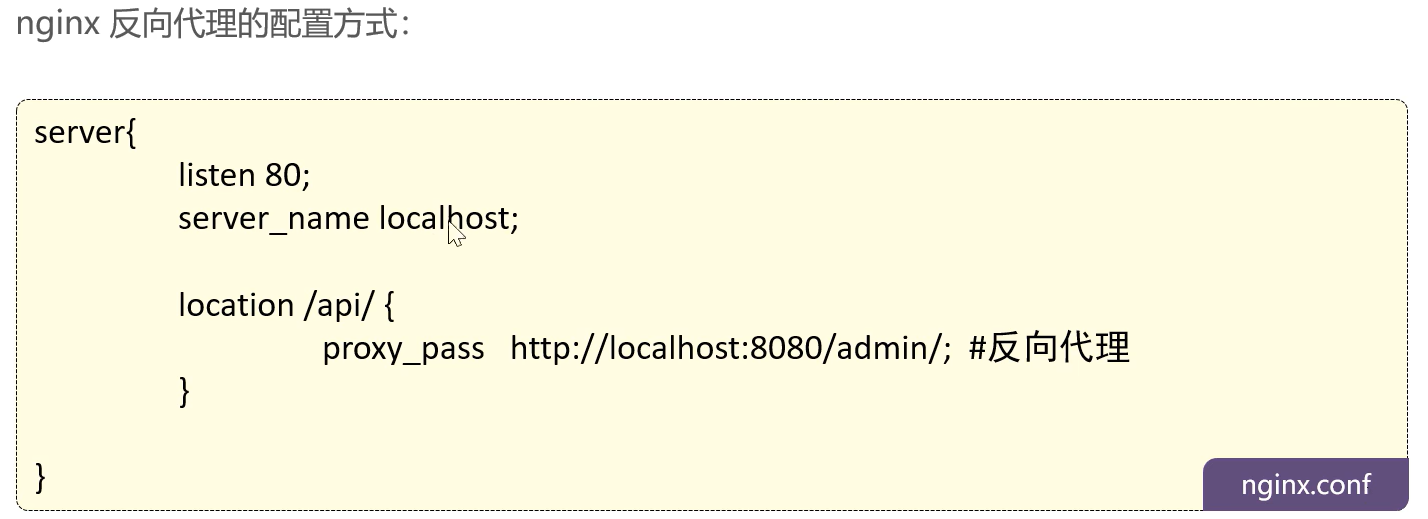 nginx 反向代理的配置方式：
server{
listen 80;
server_name localhost;
location /api/ {
proxy_pass http://localhost:8080/admin/; #反向代理
}
}
nginx.conf